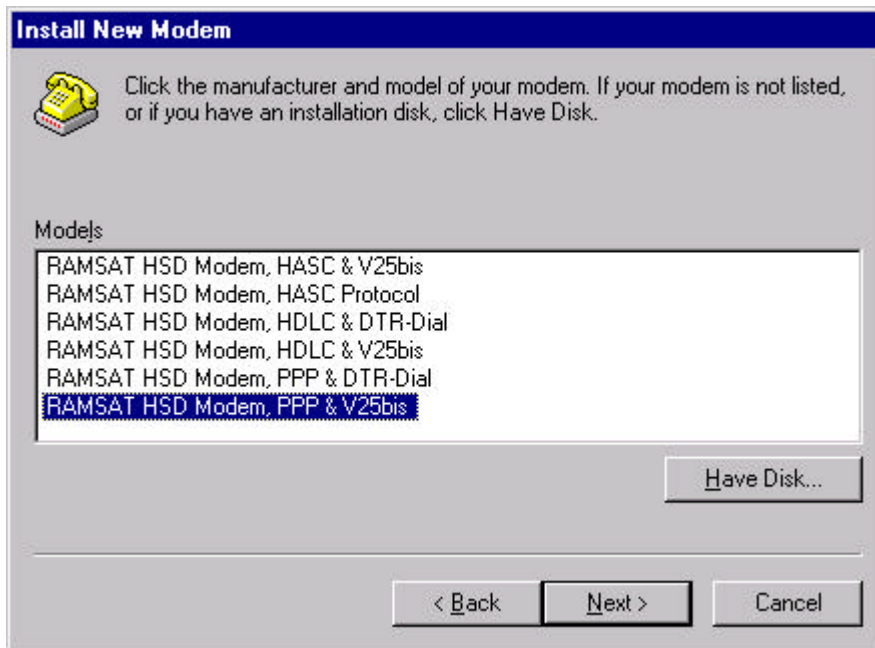 Install New Modem
Click the manufacturer and model of your modem. If your modem is not listed,
or if you have an installation disk, click Have Disk.
Models
RAMSAT HSD Modem, HASC & V25bis
RAMSAT HSD Modem, HASC Protocol
RAMSAT HSD Modem, HDLC & DTR-Dial
RAMSAT HSD Modem, HDLC & V25bis
RAMSAT HSD Modem, PPP & DTR-Dial
RAMSAT HSD Modem, PPP & V25bis
Have Disk...
< Back
Next >
Cancel